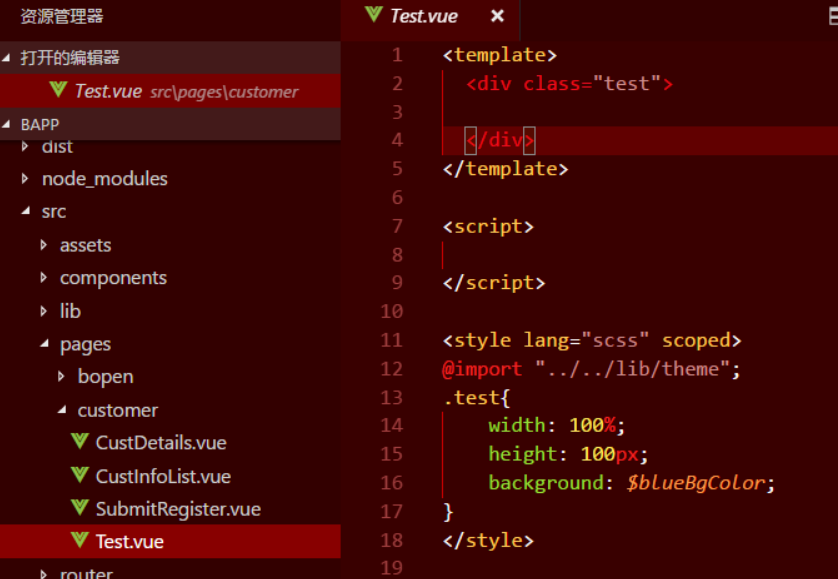 资源管理器
打开的编辑器
Test.vue src\pages\customer
BAPP
dist
node_modules
src
assets
components
lib
pages
bopen
customer
CustDetails.vue
CustInfoList.vue
SubmitRegister.vue
Test.vue
router
Test.vue
1 <template>
2 <div class="test">
3
4 </div>
5 </template>
6
7 <script>
8
9 </script>
10
11 <style lang="scss" scoped>
12 @import "../../lib/theme";
13 .test{
14 width: 100%;
15 height: 100px;
16 background: $blueBgColor;
17 }
18 </style>
19